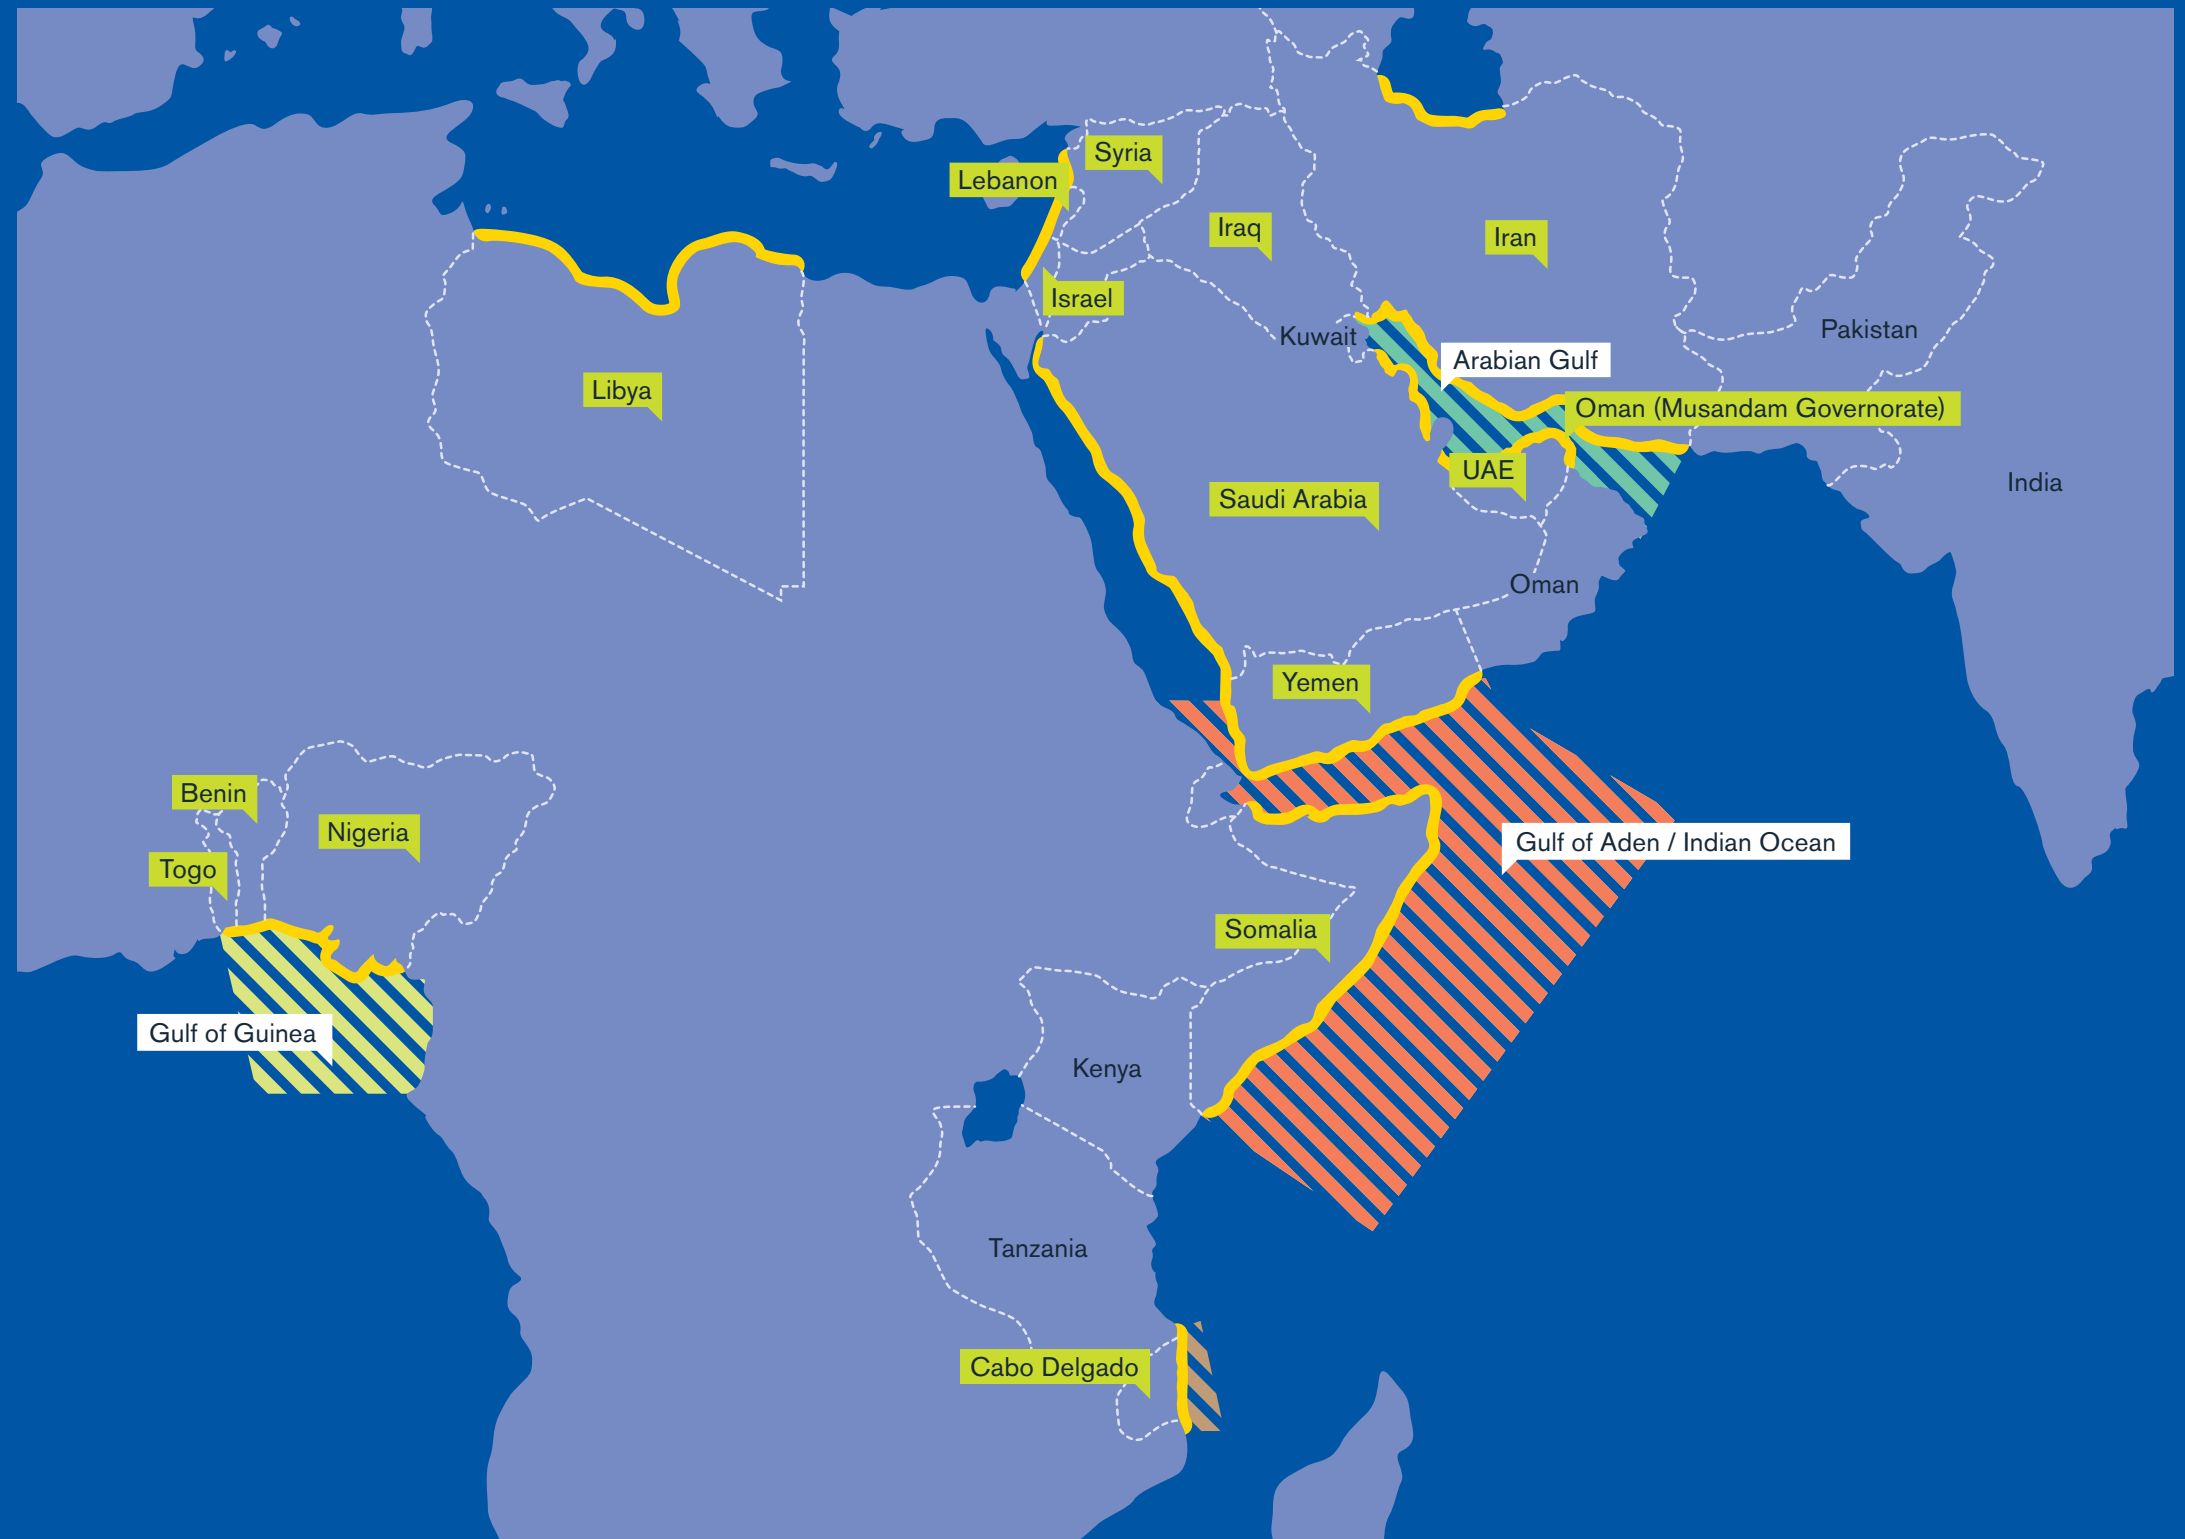 Syria
Lebanon
Iraq
Iran
Israel
Kuwait
Pakistan
Arabian Gulf
Libya
Oman (Musandam Governorate)
UAE
India
Saudi Arabia
Oman
Yemen
Benin
Nigeria
Gulf of Aden / Indian Ocean
Togo
Somalia
Gulf of Guinea
Kenya
Tanzania
Cabo Delgado